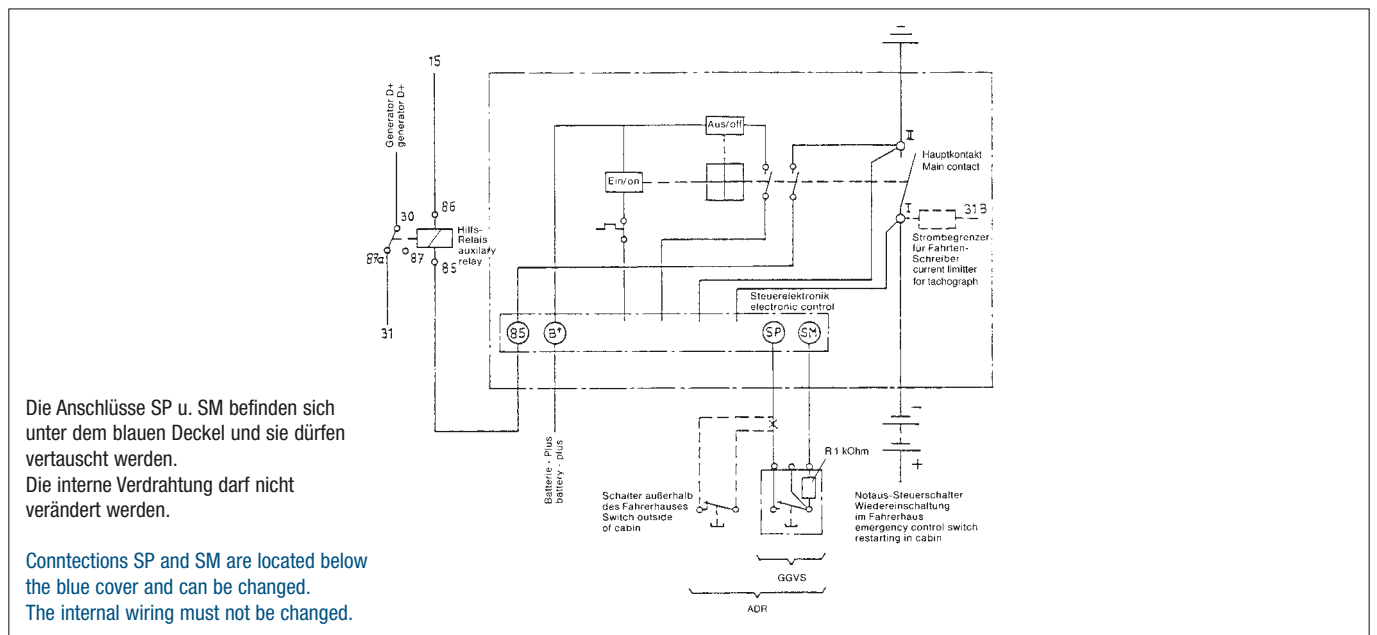 15
Generator D+
generator D+
Aus/off
II
Hauptkontakt
Main contact
Ein/on
I
31B
86
30
Hilfs-
Relais
auxilary
relay
87a
87
85
Strombegrenzer
für Fahrten-
Schreiber
current limitter
for tachograph
Steuerelektronik
electronic control
31
85
B+
SP
SM
Die Anschlüsse SP u. SM befinden sich
unter dem blauen Deckel und sie dürfen
vertauscht werden.
Die interne Verdrahtung darf nicht
verändert werden.
Conntections SP and SM are located below
the blue cover and can be changed.
The internal wiring must not be changed.
Batterie - Plus
battery - plus
Schalter außerhalb
des Fahrerhauses
Switch outside
of cabin
R 1 kOhm
-
+
Notaus-Steuerschalter
Wiedereinschaltung
im Fahrerhaus
emergency control switch
restarting in cabin
GGVS
ADR